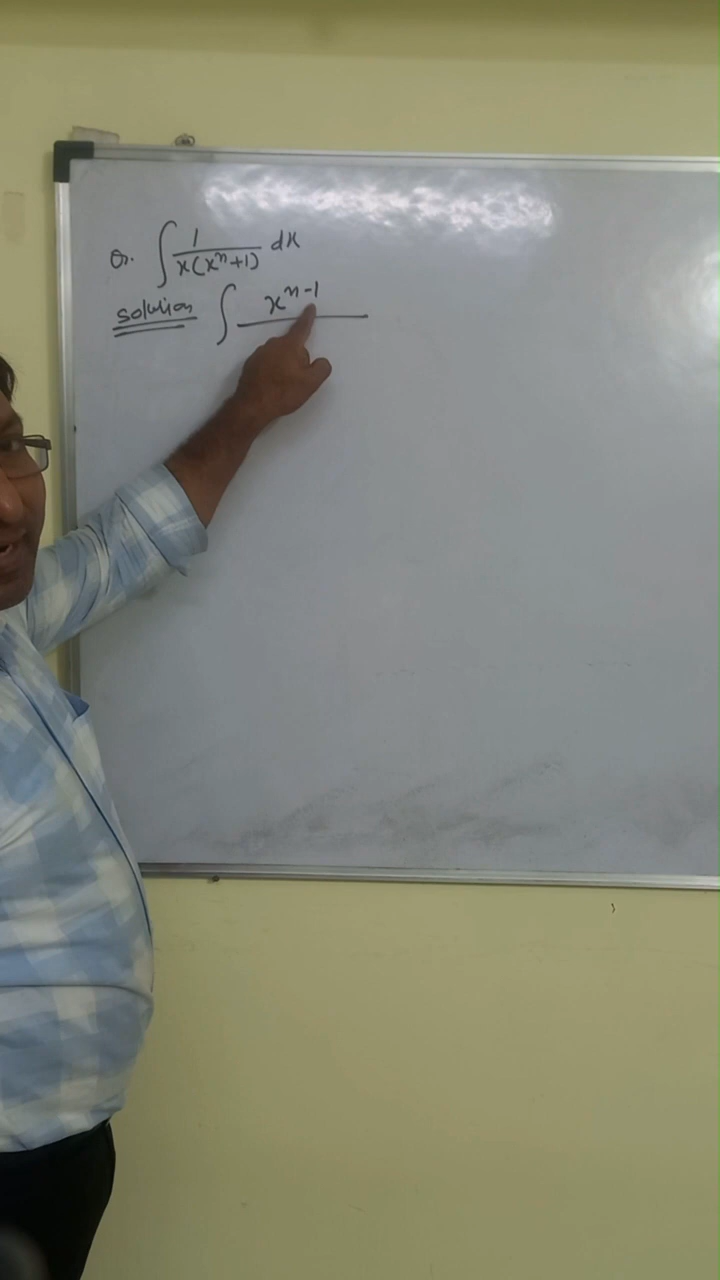 Q. ∫ 1/x(xⁿ+1) dx
Solution ∫ xⁿ⁻¹/